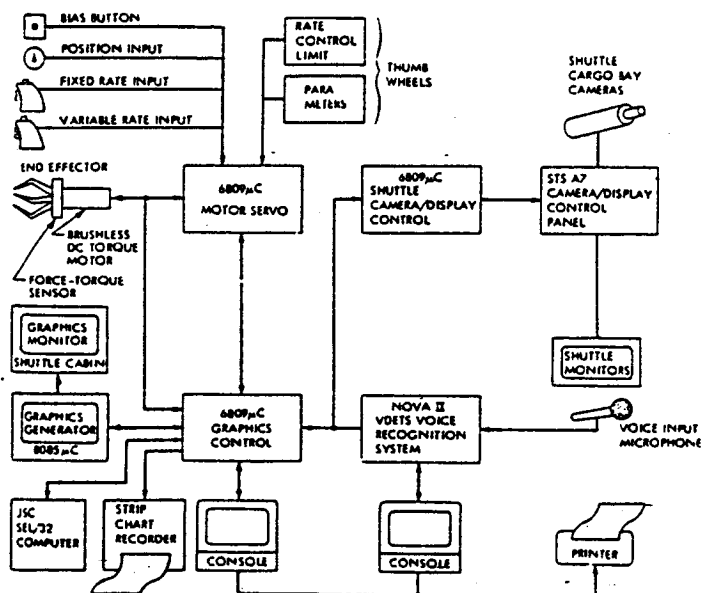 BIAS BUTTON
POSITION INPUT
FIXED RATE INPUT
VARIABLE RATE INPUT
RATE
CONTROL
LIMIT
PARA
METERS
THUMB
WHEELS
SHUTTLE
CARGO BAY
CAMERAS
END EFFECTOR
BRUSHLESS
DC TORQUE
MOTOR
FORCE-TORQUE
SENSOR
6809μC
MOTOR SERVO
6809μC
SHUTTLE
CAMERA/DISPLAY
CONTROL
STS A7
CAMERA/DISPLAY
CONTROL
PANEL
GRAPHICS
MONITOR
SHUTTLE CABIN
SHUTTLE
MONITORS
GRAPHICS
GENERATOR
8085μC
6809μC
GRAPHICS
CONTROL
NOVA II
VDETS VOICE
RECOGNITION
SYSTEM
VOICE INPUT
MICROPHONE
JSC
SEL/32
COMPUTER
STRIP
CHART
RECORDER
CONSOLE
CONSOLE
PRINTER